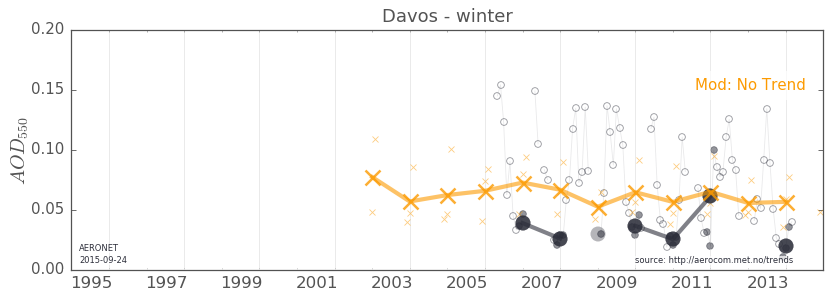 Davos - winter
0.20
0.15
0.10
0.05
0.00
AOD550
Mod: No Trend
AERONET
2015-09-24
source: http://aerocom.met.no/trends
1995 1997 1999 2001 2003 2005 2007 2009 2011 2013